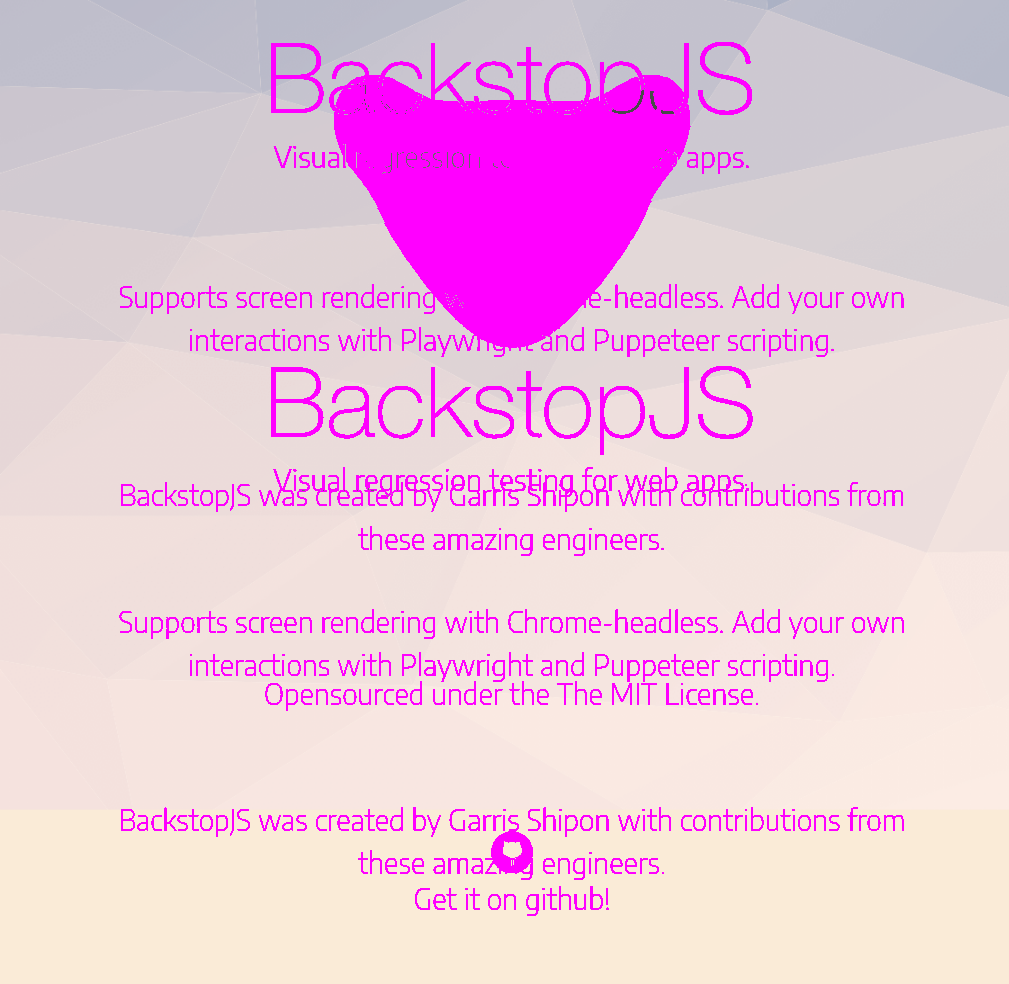 BackstopJS
Visual apps.
Supports screen rendering -headless. Add your own
interactions with Playwright and Puppeteer scripting.
BackstopJS
Visual regression testing for web apps.
BackstopJS was created by Garris Shipon with contributions from
these amazing engineers.
Supports screen rendering with Chrome-headless. Add your own
interactions with Playwright and Puppeteer scripting.
Opensourced under the The MIT License.
BackstopJS was created by Garris Shipon with contributions from
these amazing engineers.
Get it on github!